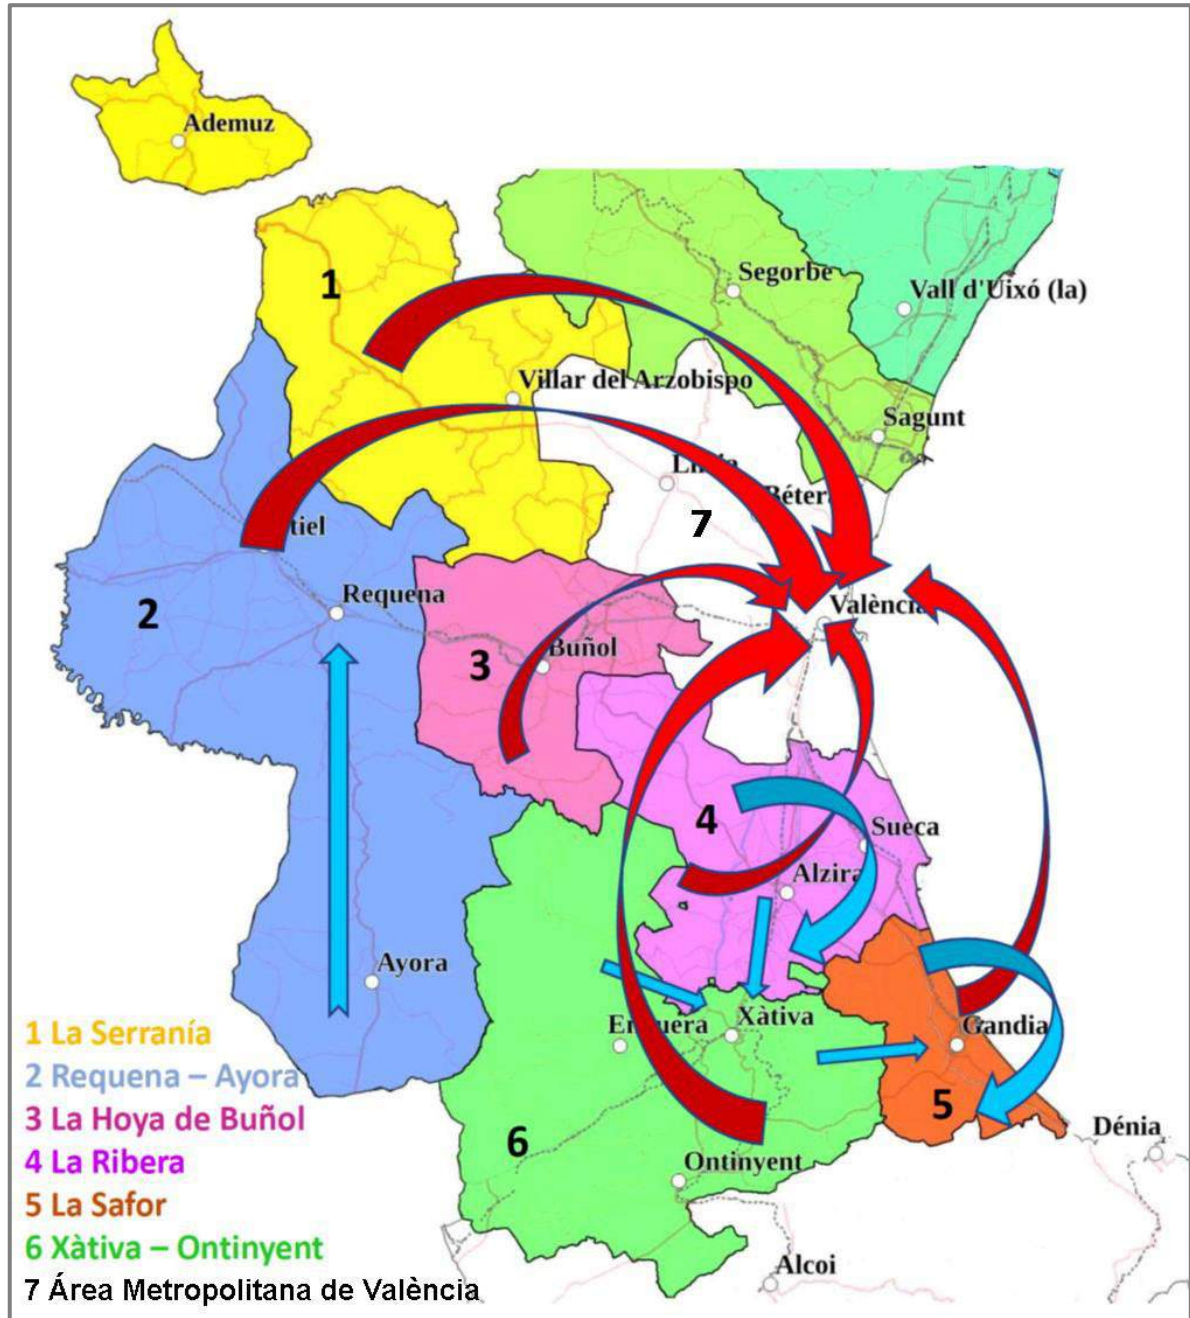 Ademuz
1
Segorbe
Vall d'Uixó (la)
Villar del Arzobispo
Sagunt
7
tiel
2
Requena
València
3
Buñol
4
Sueca
Alzira
Ayora
Xàtiva
Gandia
5
6
Dénia
Ontinyent
Alcoi
1 La Serranía
2 Requena – Ayora
3 La Hoya de Buñol
4 La Ribera
5 La Safor
6 Xàtiva – Ontinyent
7 Área Metropolitana de València